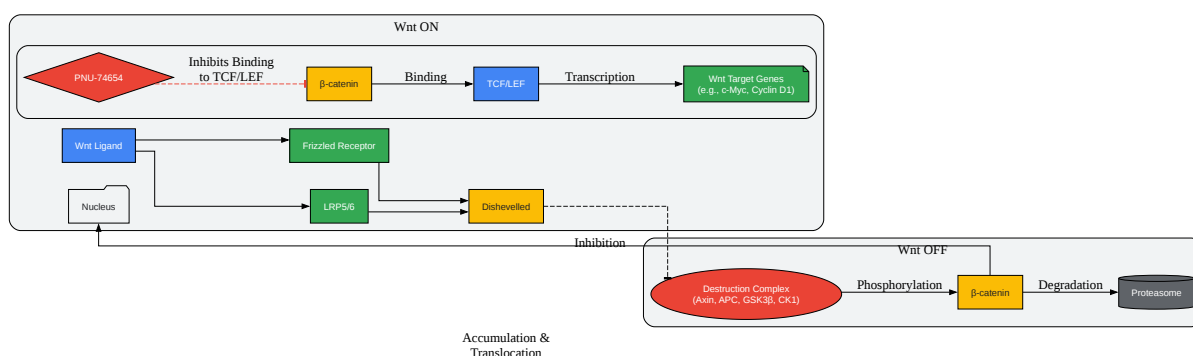 Wnt ON
PNU-74654
Inhibits Binding
to TCF/LEF
β-catenin
Binding
TCF/LEF
Transcription
Wnt Target Genes
(e.g., c-Myc, Cyclin D1)
Wnt Ligand
Frizzled Receptor
Nucleus
LRP5/6
Dishevelled
Inhibition
Wnt OFF
Destruction Complex
(Axin, APC, GSK3β, CK1)
Phosphorylation
β-catenin
Degradation
Proteasome
Accumulation &
Translocation